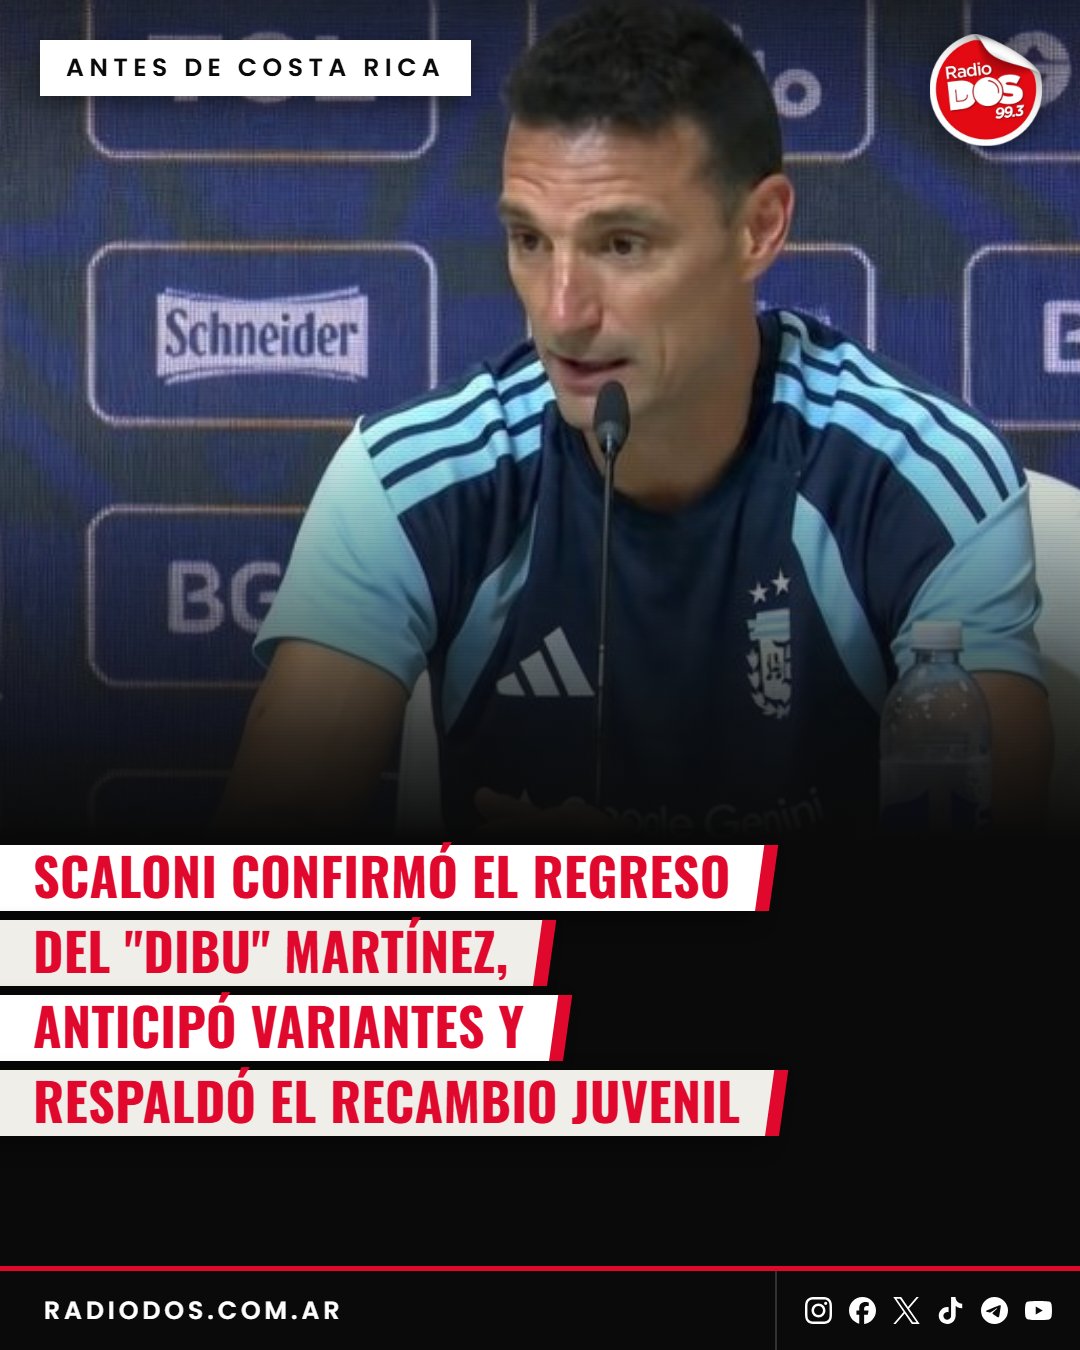 ANTES DE COSTA RICA
Radio
DOS
99.3
Schneider
BG
SCALONI CONFIRMÓ EL REGRESO
DEL "DIBU" MARTÍNEZ,
ANTICIPÓ VARIANTES Y
RESPALDÓ EL RECAMBIO JUVENIL
RADIODOS.COM.AR